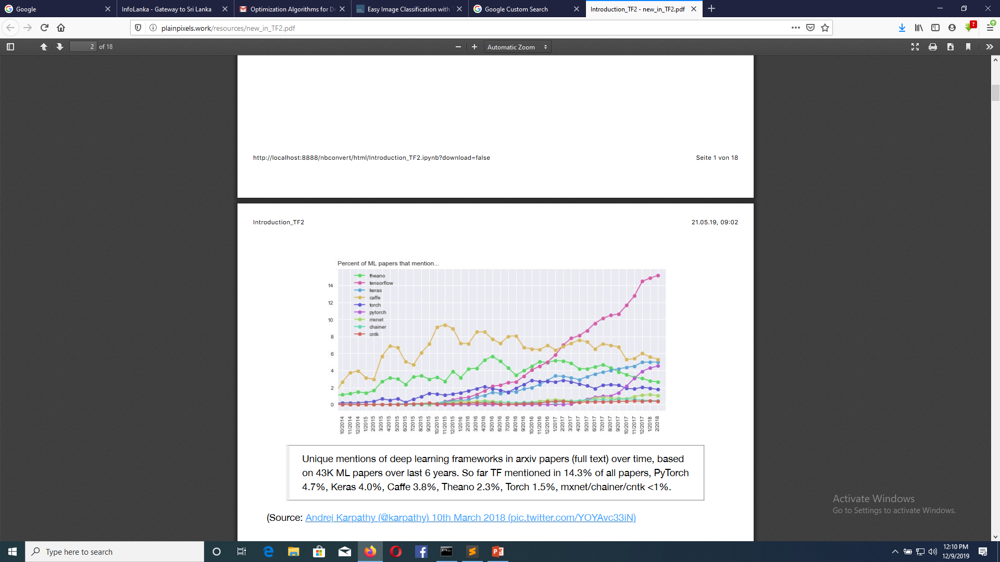 Google
InfoLanka - Gateway to Sri Lanka
Optimization Algorithms for De
Easy Image Classification with T
Google Custom Search
Introduction_TF2 - new_in_TF2.pdf
plainpixels.work/resources/new_in_TF2.pdf
2 of 18
Automatic Zoom
http://localhost:8888/nbconvert/html/Introduction_TF2.ipynb?download=false
Seite 1 von 18
Introduction_TF2
21.05.19, 09:02
Percent of ML papers that mention...
theano
tensorflow
keras
caffe
torch
pytorch
mxnet
chainer
cntk
14
12
10
8
6
4
2
0
10/2014
11/2014
12/2014
1/2015
2/2015
3/2015
4/2015
5/2015
6/2015
7/2015
8/2015
9/2015
10/2015
11/2015
12/2015
1/2016
2/2016
3/2016
4/2016
5/2016
6/2016
7/2016
8/2016
9/2016
10/2016
11/2016
12/2016
1/2017
2/2017
3/2017
4/2017
5/2017
6/2017
7/2017
8/2017
9/2017
10/2017
11/2017
12/2017
1/2018
2/2018
Unique mentions of deep learning frameworks in arxiv papers (full text) over time, based
on 43K ML papers over last 6 years. So far TF mentioned in 14.3% of all papers, PyTorch
4.7%, Keras 4.0%, Caffe 3.8%, Theano 2.3%, Torch 1.5%, mxnet/chainer/cntk <1%.
(Source: Andrej Karpathy (@karpathy) 10th March 2018 (pic.twitter.com/YOYAvc33iN)
Activate Windows
Go to Settings to activate Windows.
Type here to search
12:10 PM
12/9/2019